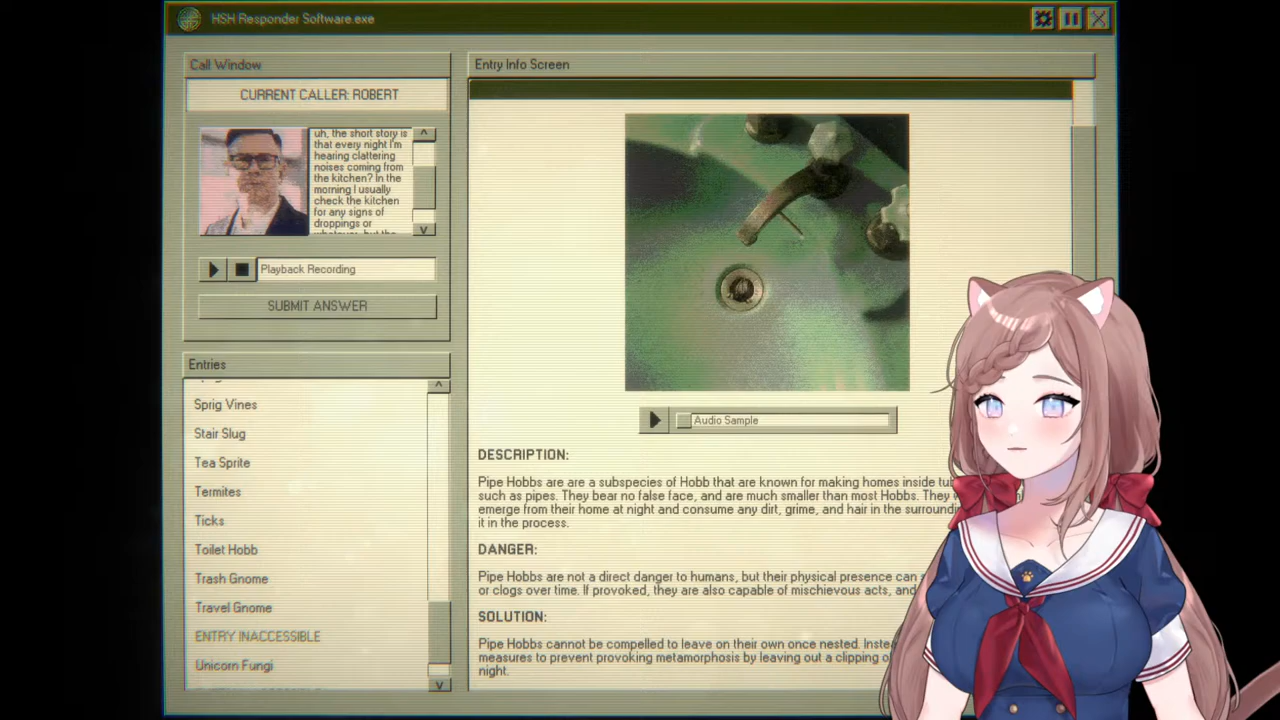 HSH Responder Software.exe
Call Window
CURRENT CALLER: ROBERT
uh, the short story is
that every night I'm
hearing clattering
noises coming from
the kitchen? In the
morning I usually
check the kitchen
for any signs of
droppings or
Playback Recording
SUBMIT ANSWER
Entries
Sprig Vines
Stair Slug
Tea Sprite
Termites
Ticks
Toilet Hobb
Trash Gnome
Travel Gnome
ENTRY INACCESSIBLE
Unicorn Fungi
Entry Info Screen
Audio Sample
DESCRIPTION:
Pipe Hobbs are are a subspecies of Hobb that are known for making homes inside
such as pipes. They bear no false face, and are much smaller than most Hobbs. They
emerge from their home at night and consume any dirt, grime, and hair in the
it in the process.
DANGER:
Pipe Hobbs are not a direct danger to humans, but their physical presence can
or clogs over time. If provoked, they are also capable of mischievous acts, and
SOLUTION:
Pipe Hobbs cannot be compelled to leave on their own once nested.
measures to prevent provoking metamorphosis by leaving out a clipping
night.